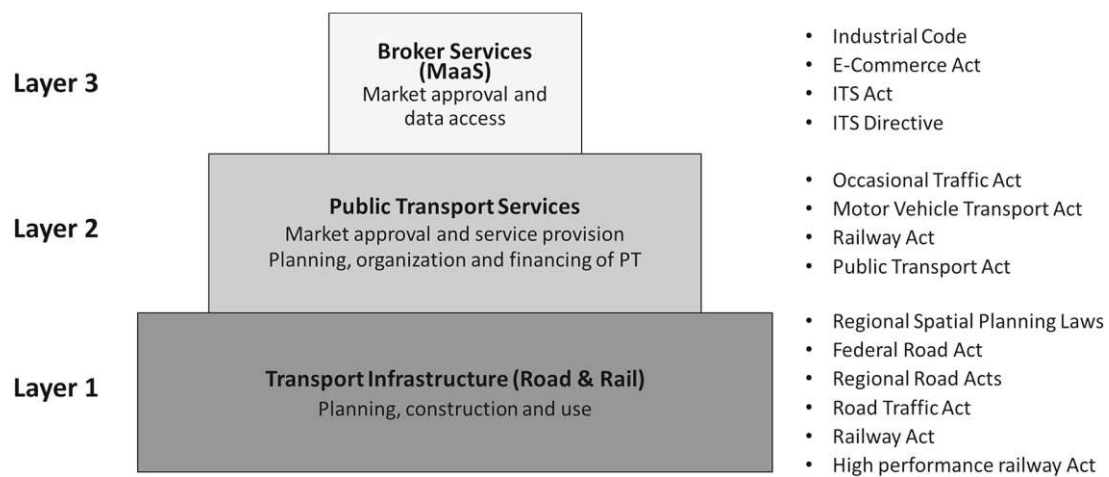 Layer 3
Broker Services
(MaaS)
Market approval and
data access
• Industrial Code
• E-Commerce Act
• ITS Act
• ITS Directive
Layer 2
Public Transport Services
Market approval and service provision
Planning, organization and financing of PT
• Occasional Traffic Act
• Motor Vehicle Transport Act
• Railway Act
• Public Transport Act
Layer 1
Transport Infrastructure (Road & Rail)
Planning, construction and use
• Regional Spatial Planning Laws
• Federal Road Act
• Regional Road Acts
• Road Traffic Act
• Railway Act
• High performance railway Act